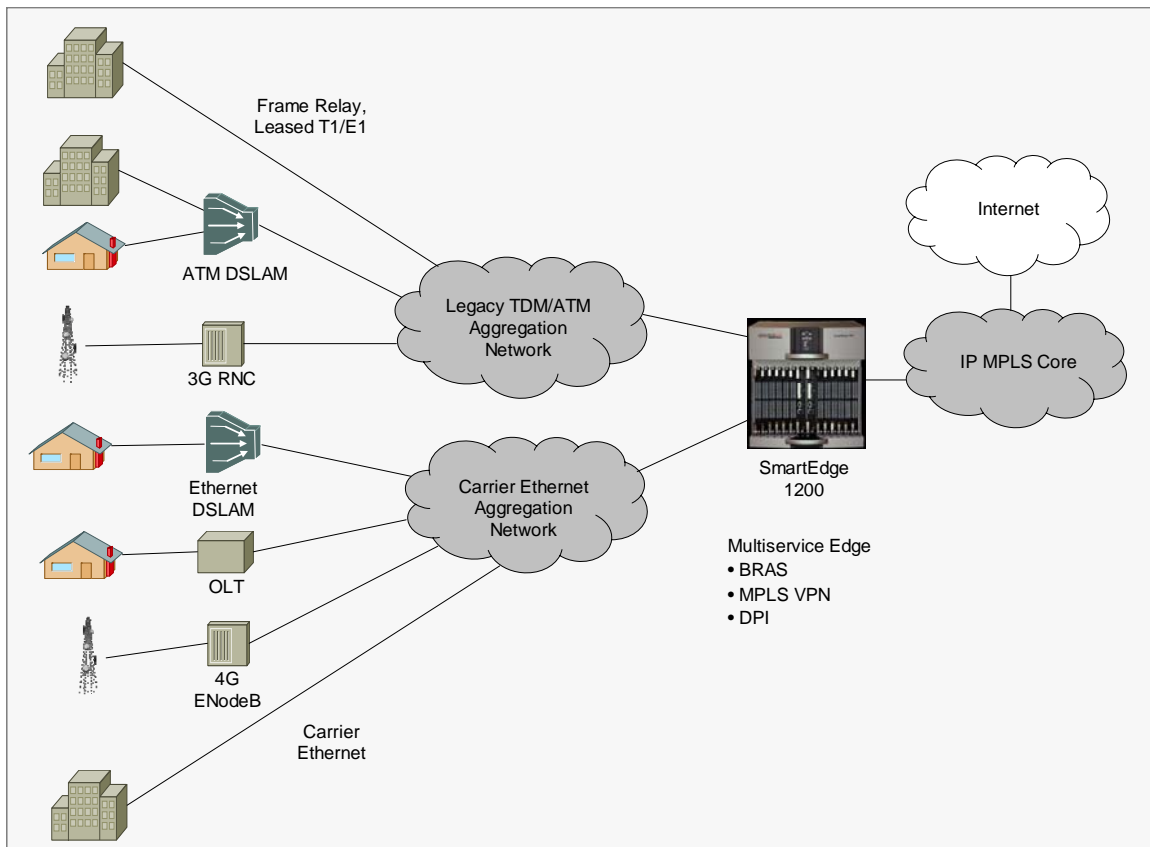 Frame Relay,
Leased T1/E1
ATM DSLAM
Legacy TDM/ATM
Aggregation
Network
Internet
3G RNC
IP MPLS Core
Ethernet
DSLAM
Carrier Ethernet
Aggregation
Network
SmartEdge
1200
OLT
Multiservice Edge
• BRAS
• MPLS VPN
• DPI
4G
ENodeB
Carrier
Ethernet